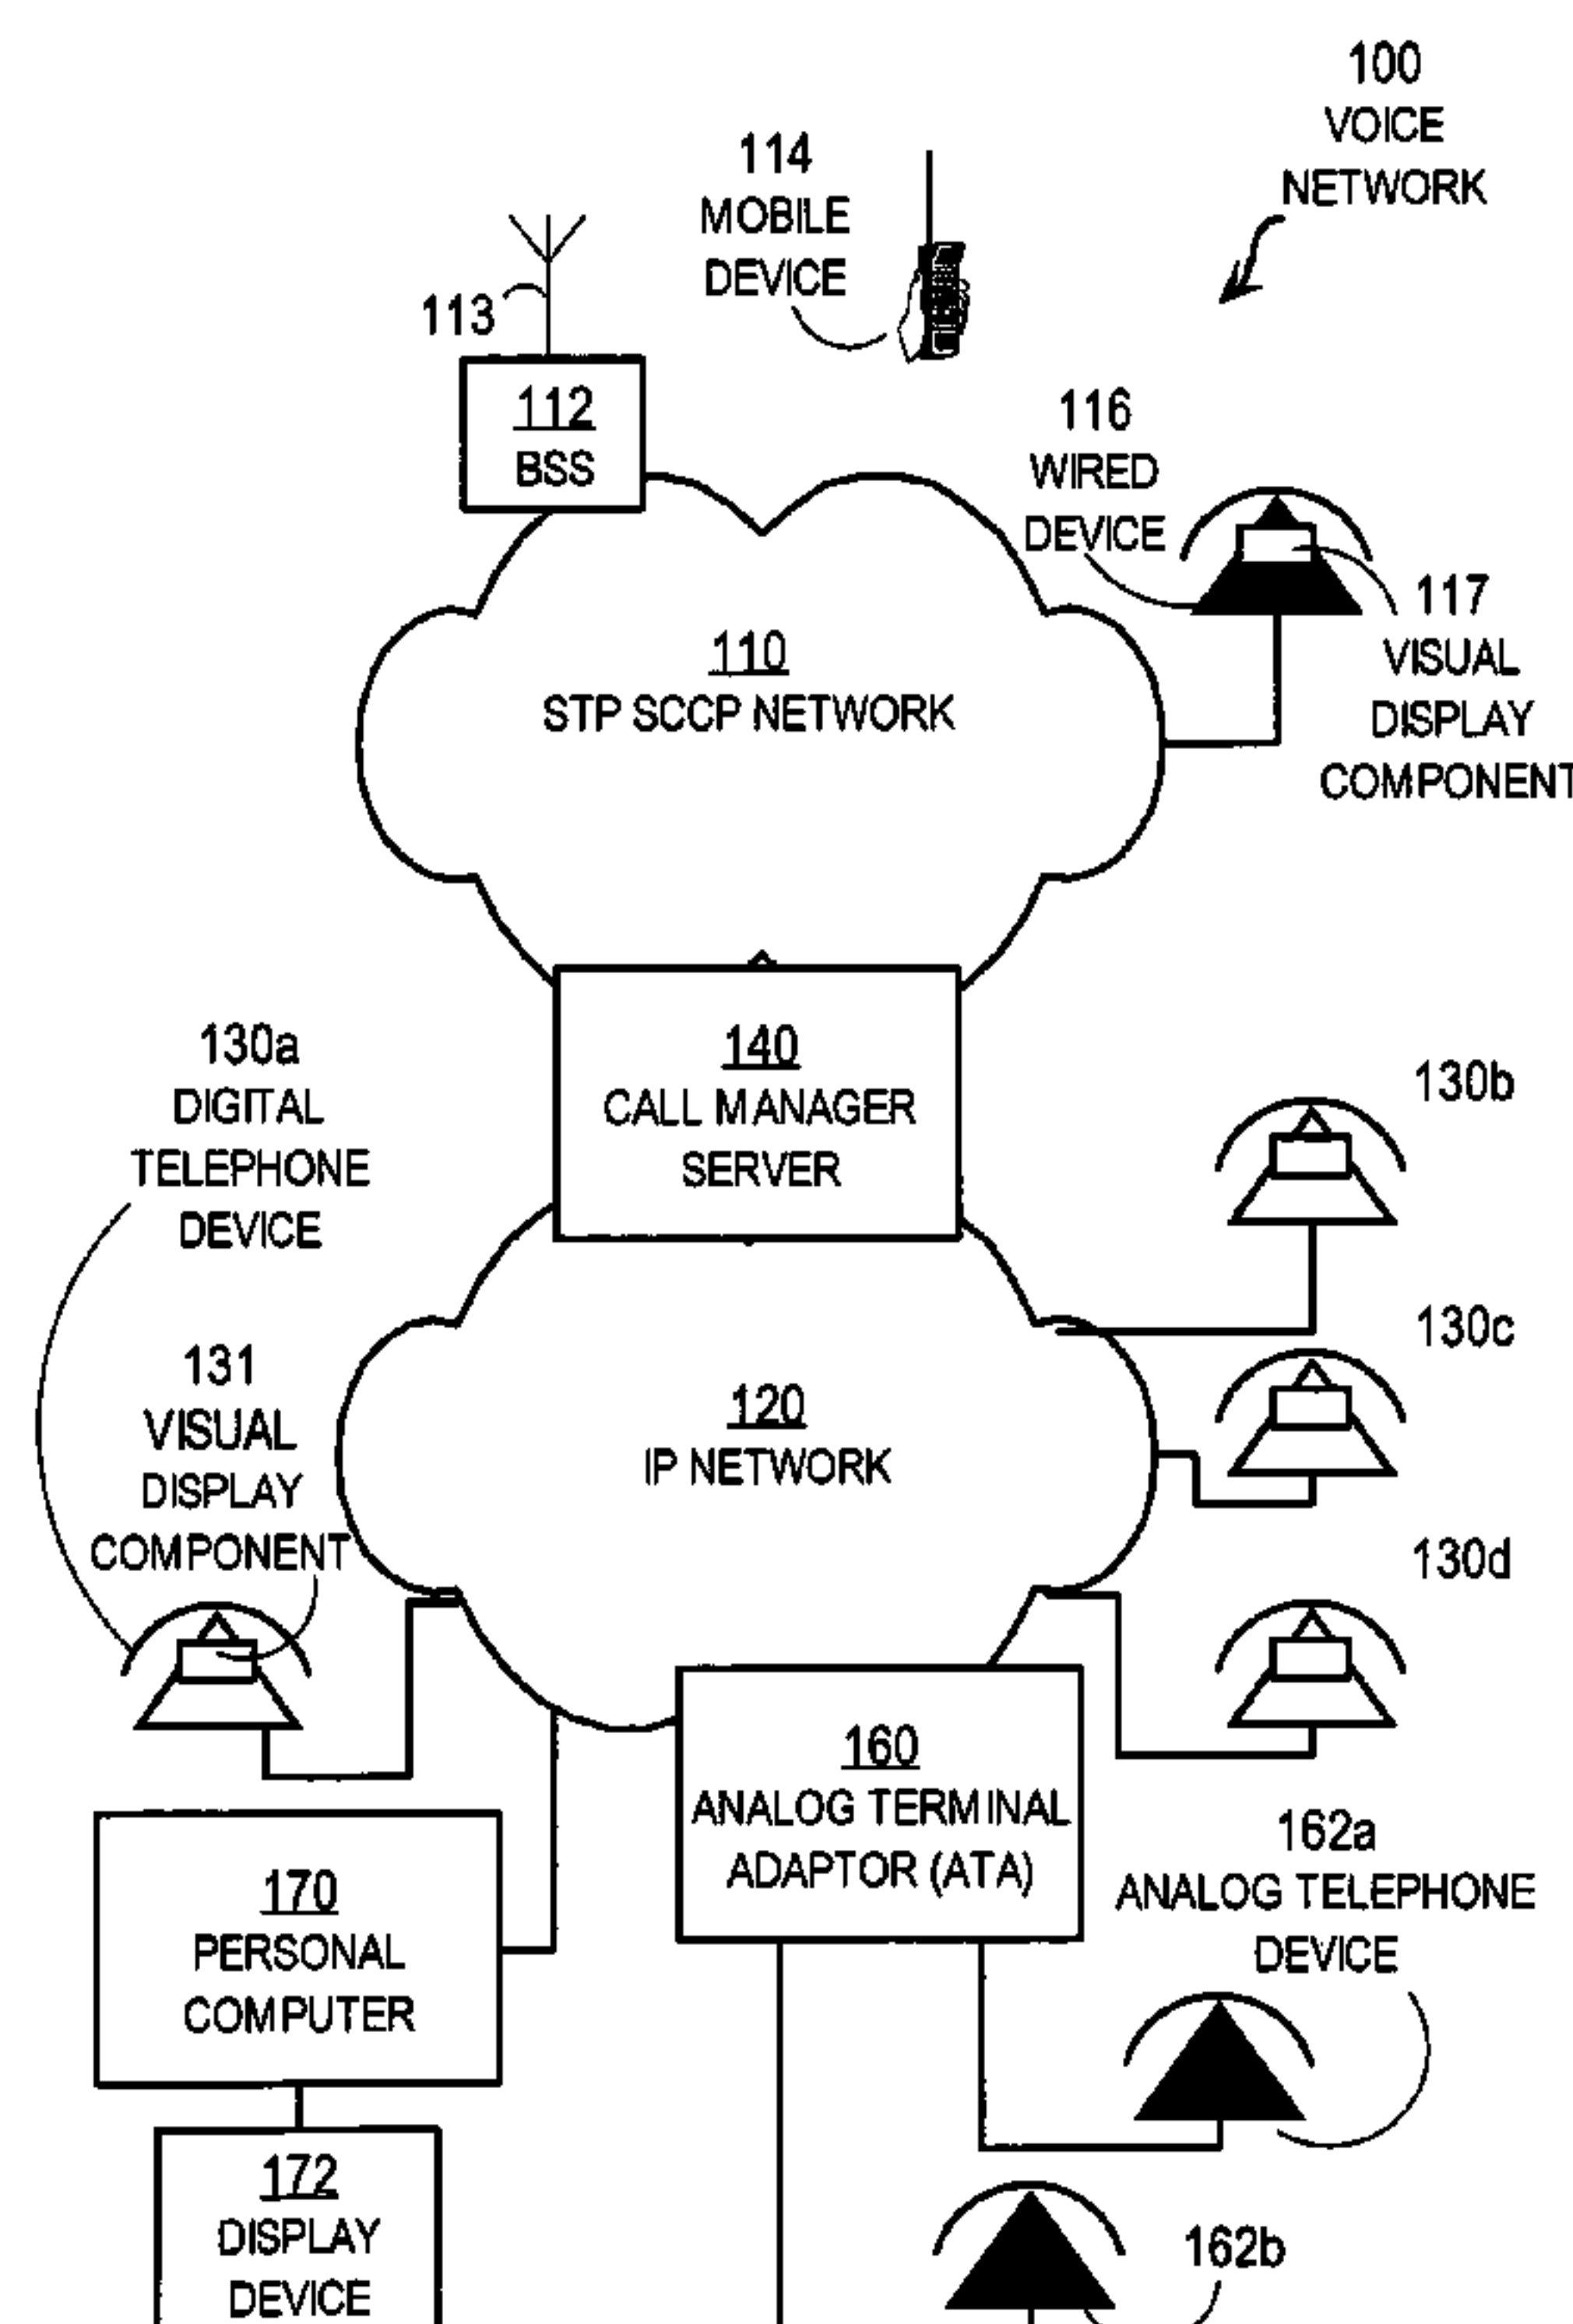 100
VOICE
NETWORK
114
MOBILE
DEVICE
113
112
BSS
116
WIRED
DEVICE
117
VISUAL
DISPLAY
COMPONENT
110
STP SCCP NETWORK
140
CALL MANAGER
SERVER
130a
DIGITAL
TELEPHONE
DEVICE
130b
130c
131
VISUAL
DISPLAY
COMPONENT
120
IP NETWORK
130d
160
ANALOG TERMINAL
ADAPTOR (ATA)
162a
ANALOG TELEPHONE
DEVICE
170
PERSONAL
COMPUTER
172
DISPLAY
DEVICE
162b